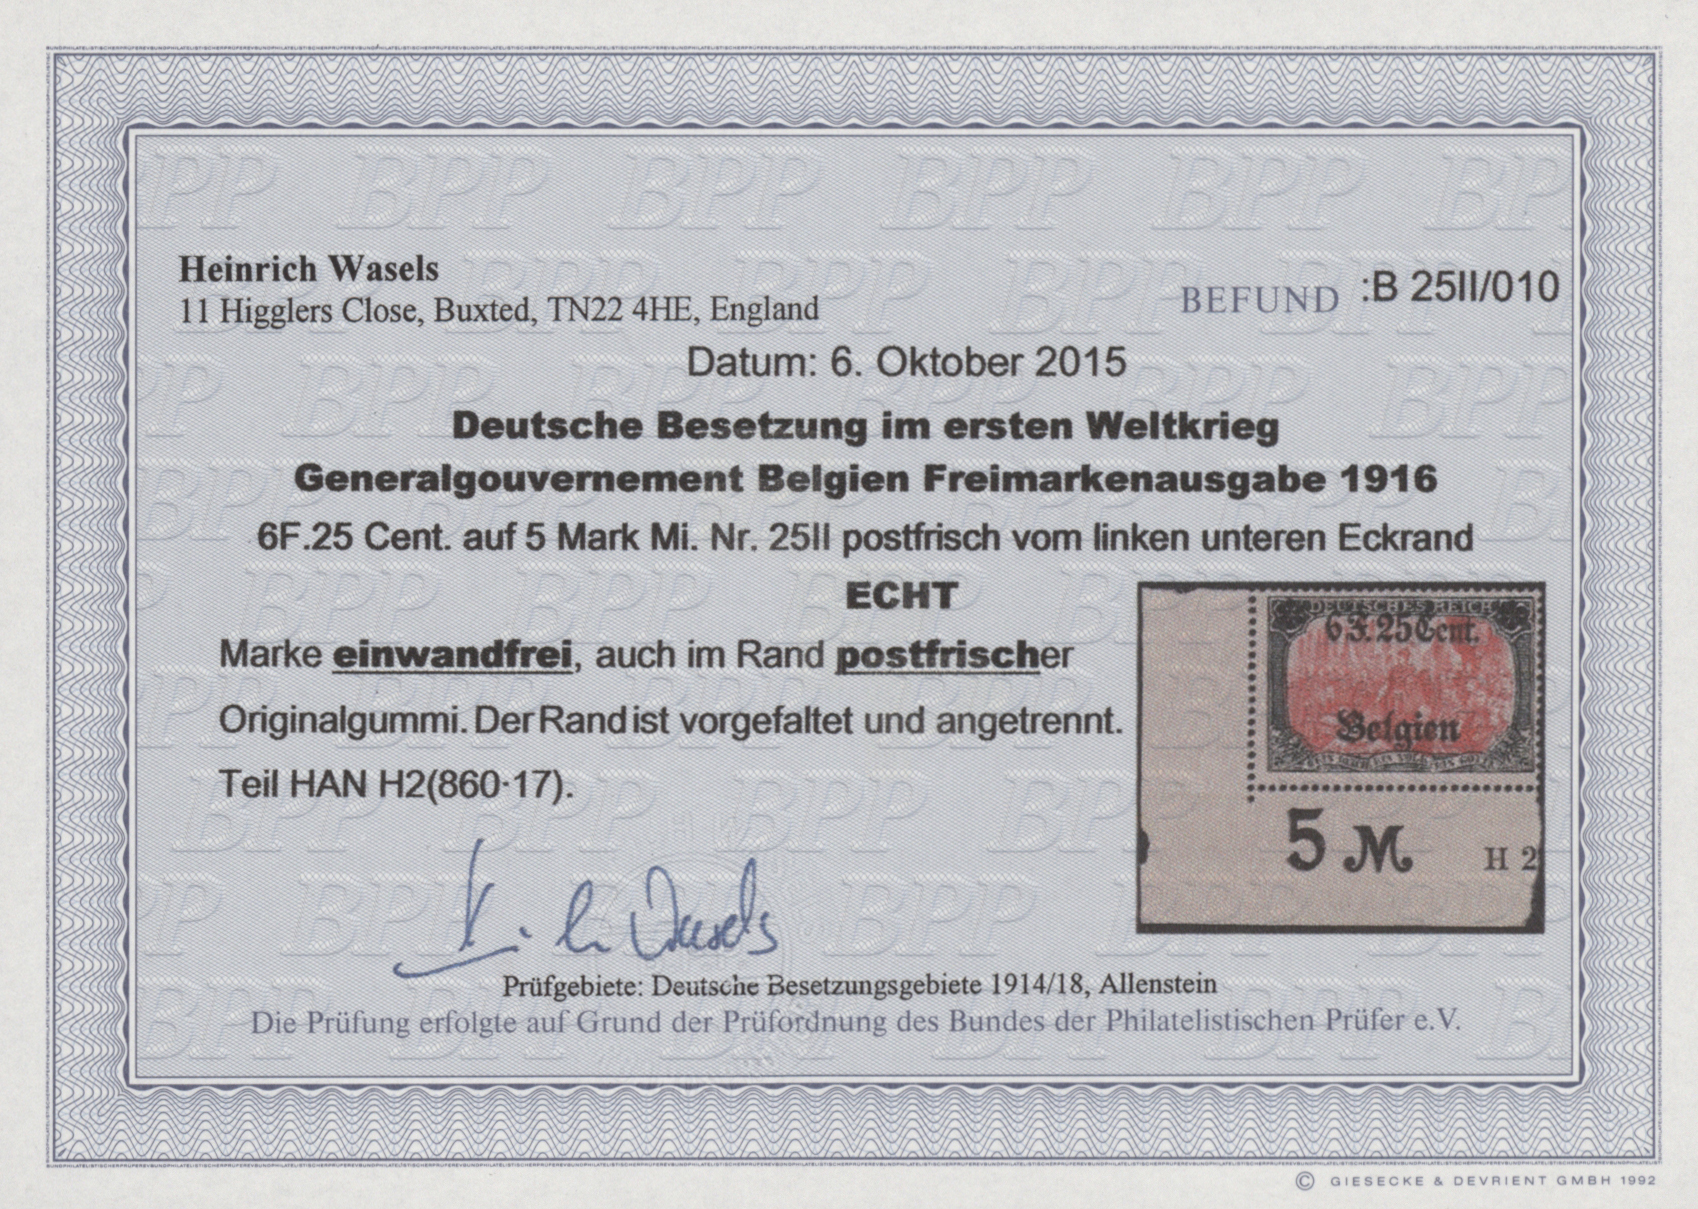 Heinrich Wasels
11 Higglers Close, Buxted, TN22 4HE, England
BEFUND :B 25II/010
Datum: 6. Oktober 2015
Deutsche Besetzung im ersten Weltkrieg
Generalgouvernement Belgien Freimarkenausgabe 1916
6F.25 Cent. auf 5 Mark Mi. Nr. 25II postfrisch vom linken unteren Eckrand
ECHT
Marke einwandfrei, auch im Rand postfrischer
Originalgummi. Der Rand ist vorgefaltet und angetrennt.
Teil HAN H2(860·17).
DEUTSCHES REICH
6 F. 25 Cent.
Belgien
5 M
H 2
Wasels
Prüfgebiete: Deutsche Besetzungsgebiete 1914/18, Allenstein
Die Prüfung erfolgte auf Grund der Prüfordnung des Bundes der Philatelistischen Prüfer e.V.
© GIESECKE & DEVRIENT GMBH 1992
BPP